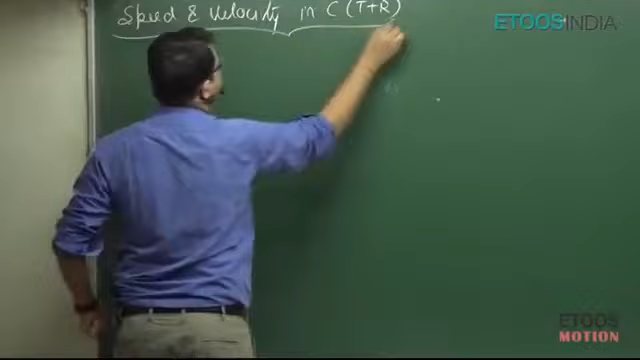 Speed & velocity in C (T+R)
ETOOSINDIA
ETOOS
MOTION